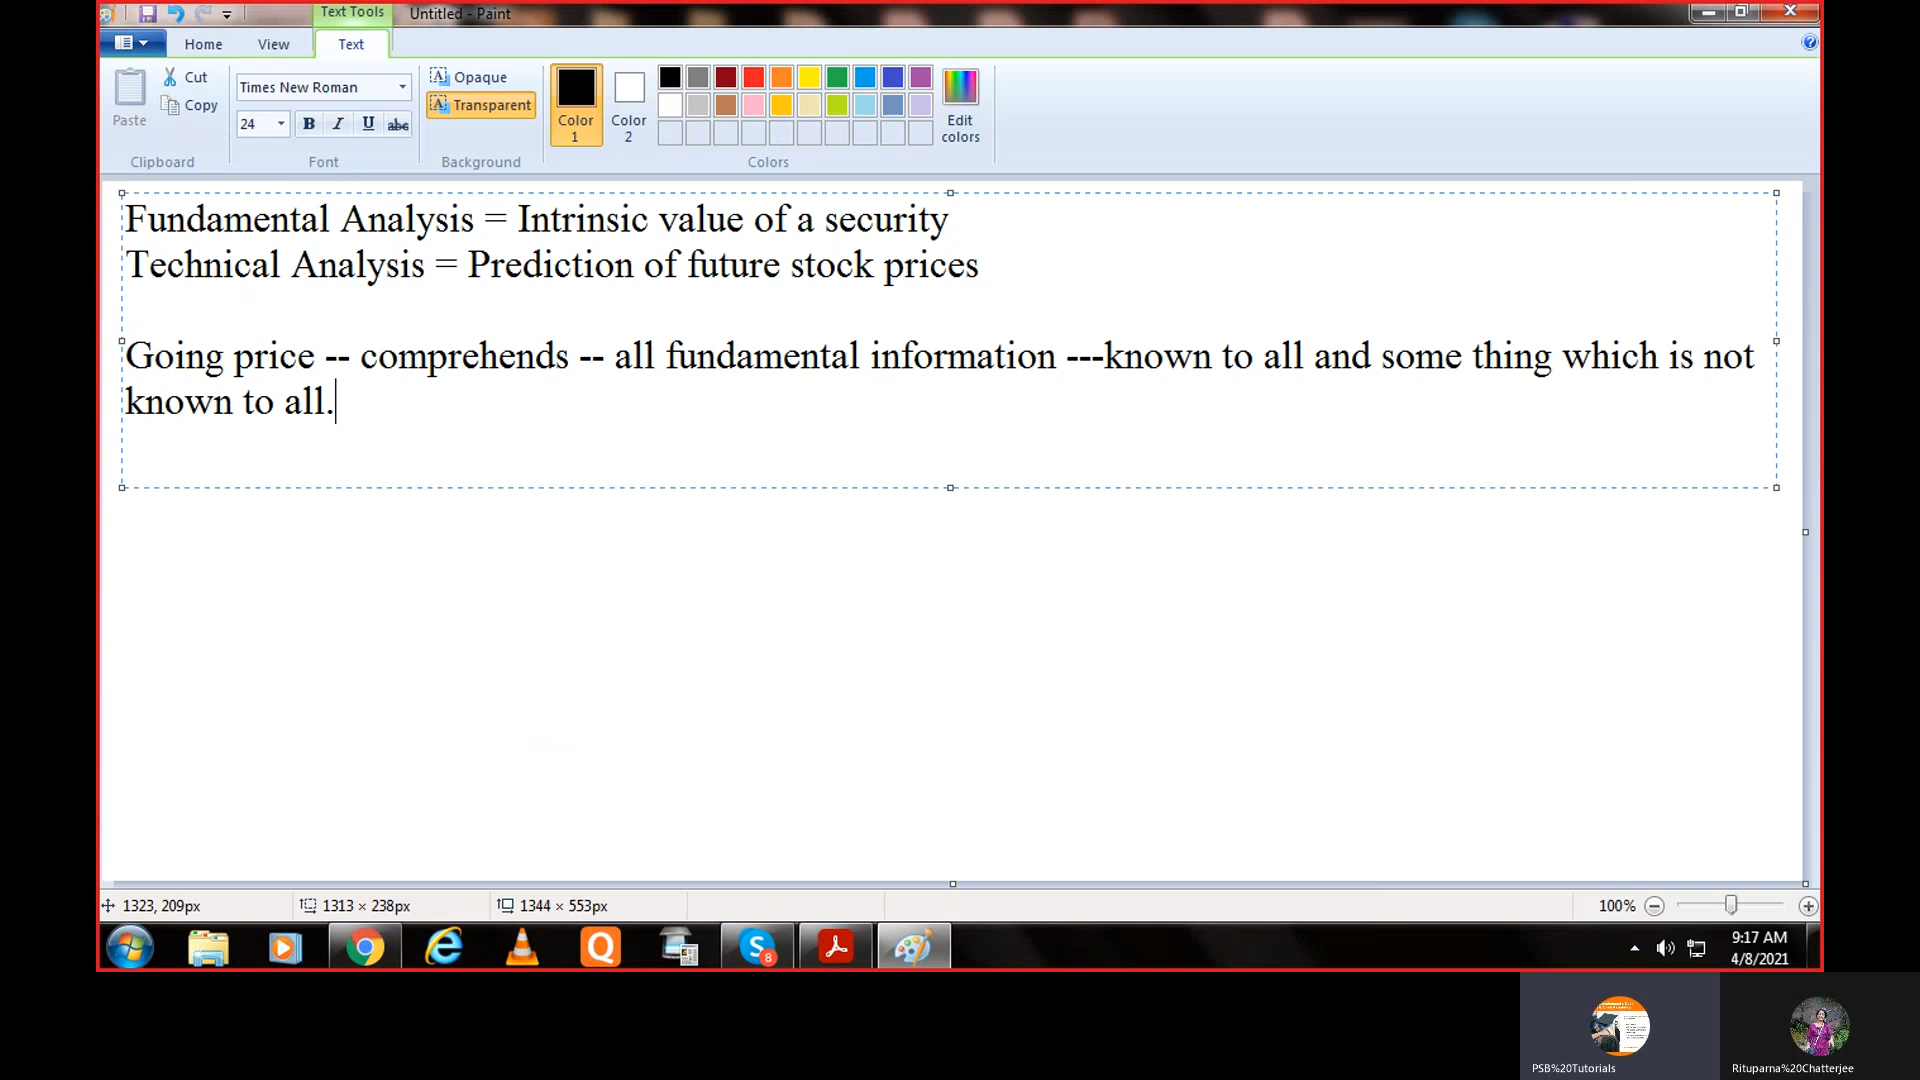 Text Tools
Untitled - Paint
Home
View
Text
Paste
Cut
Copy
Clipboard
Times New Roman
24
B I U abc
Font
Opaque
Transparent
Background
Color 1
Color 2
Edit colors
Colors
Fundamental Analysis = Intrinsic value of a security
Technical Analysis = Prediction of future stock prices
Going price -- comprehends -- all fundamental information ---known to all and some thing which is not
known to all.
1323, 209px
1313 × 238px
1344 × 553px
100%
8
9:17 AM
4/8/2021
PSB%20Tutorials
Rituparna%20Chatterjee